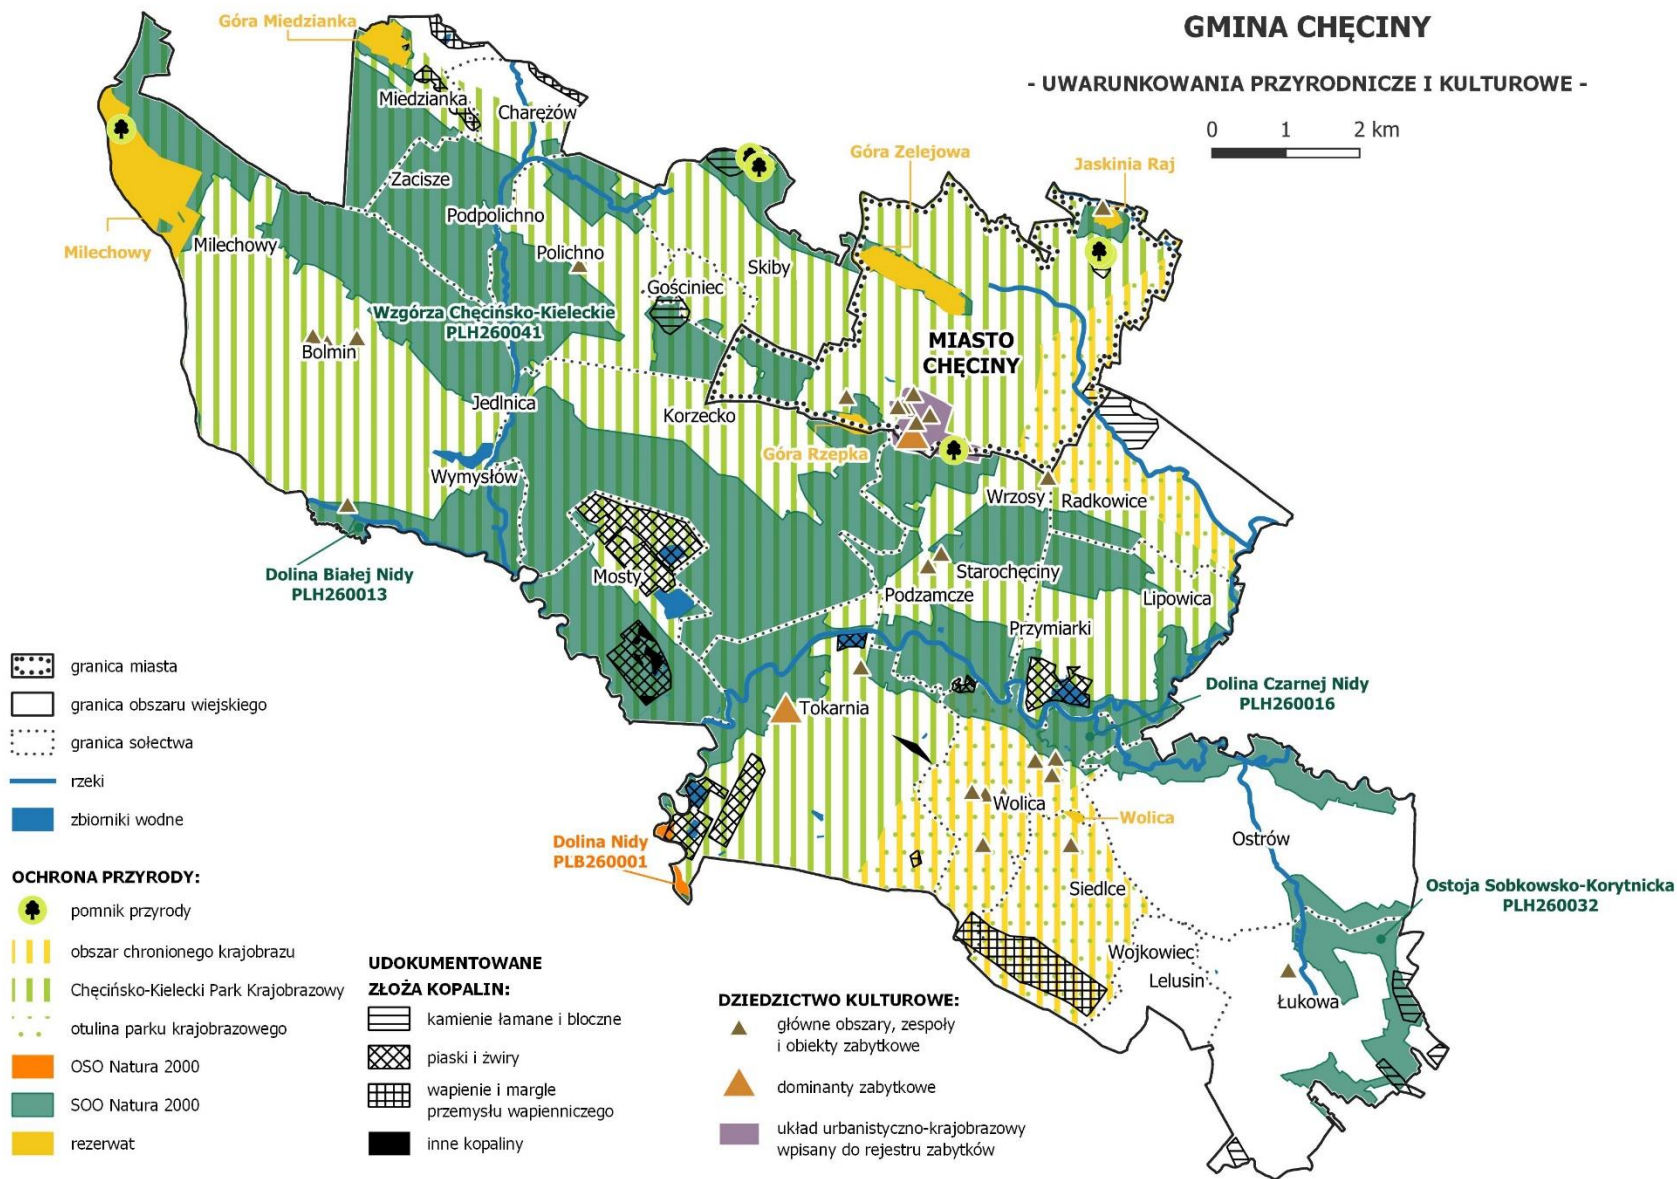 GMINA CHĘCINY
- UWARUNKOWANIA PRZYRODNICZE I KULTUROWE -
0 1 2 km
Góra Miedzianka
Miedzianka
Charężów
Góra Zelejowa
Jaskinia Raj
Zacisze
Podpolichno
Milechowy
Milechowy
Polichno
Skiby
Gościniec
Wzgórza Chęcińsko-Kieleckie
PLH260041
MIASTO
CHĘCINY
Bolmin
Jedlnica
Korzecko
Góra Rzepka
Wymysłów
Wrzosy
Radkowice
Dolina Białej Nidy
PLH260013
Mosty
Starochęciny
Podzamcze
Lipowica
Przymiarki
Dolina Czarnej Nidy
PLH260016
Tokarnia
Wolica
Wolica
Dolina Nidy
PLB260001
Ostrów
Siedlce
Ostoja Sobkowsko-Korytnicka
PLH260032
Wojkowiec
Lelusin
Łukowa
granica miasta
granica obszaru wiejskiego
granica sołectwa
rzeki
zbiorniki wodne
OCHRONA PRZYRODY:
pomnik przyrody
obszar chronionego krajobrazu
Chęcińsko-Kielecki Park Krajobrazowy
otulina parku krajobrazowego
OSO Natura 2000
SOO Natura 2000
rezerwat
UDOKUMENTOWANE
ZŁOŻA KOPALIN:
kamienie łamane i bloczne
piaski i żwiry
wapienie i margle
przemysłu wapienniczego
inne kopaliny
DZIEDZICTWO KULTUROWE:
główne obszary, zespoły
i obiekty zabytkowe
dominanty zabytkowe
układ urbanistyczno-krajobrazowy
wpisany do rejestru zabytków